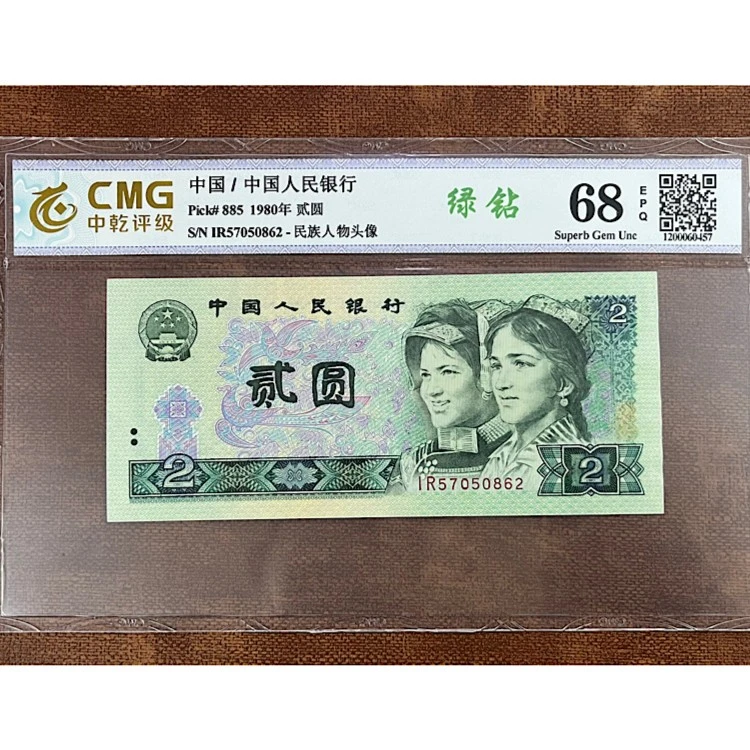 CMG
中乾评级
中国 / 中国人民银行
Pick# 885 1980年 贰圆
S/N IR57050862 - 民族人物头像
绿钻
68
EPQ
Superb Gem Unc
1200060457
中国人民银行
2
贰圆
2
IR57050862
2